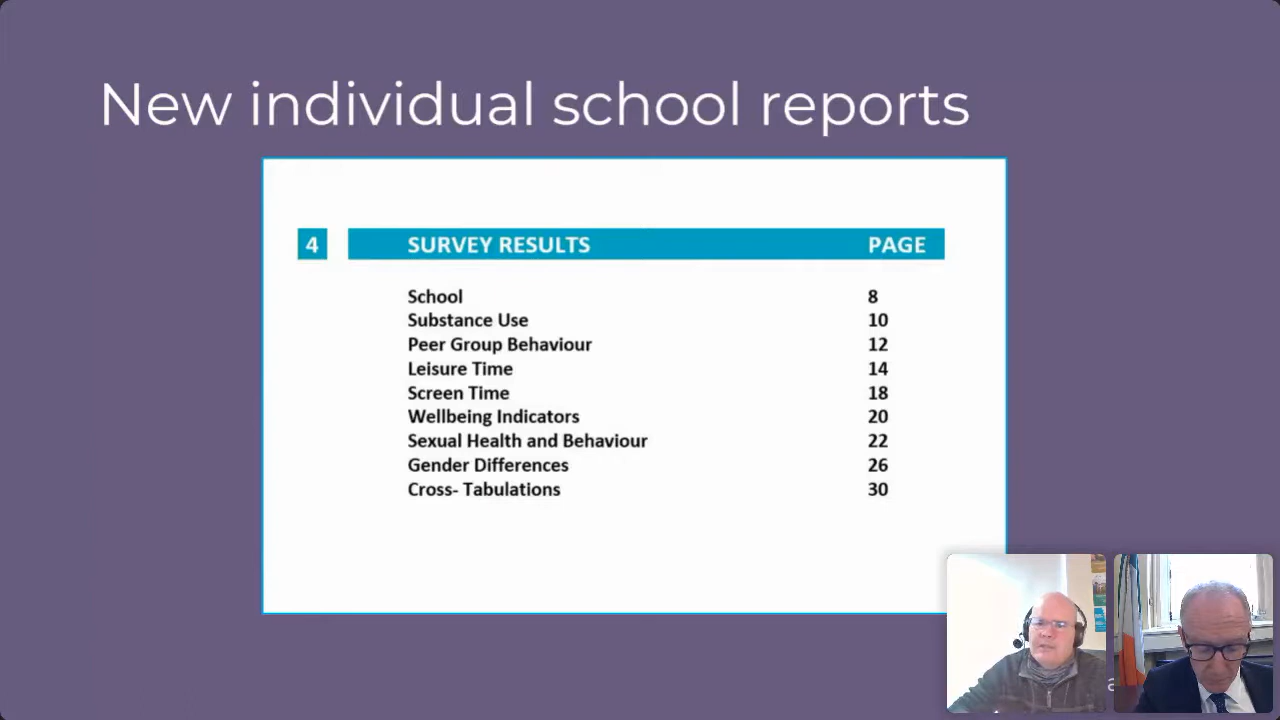 New individual school reports
4 SURVEY RESULTS PAGE
School 8
Substance Use 10
Peer Group Behaviour 12
Leisure Time 14
Screen Time 18
Wellbeing Indicators 20
Sexual Health and Behaviour 22
Gender Differences 26
Cross- Tabulations 30